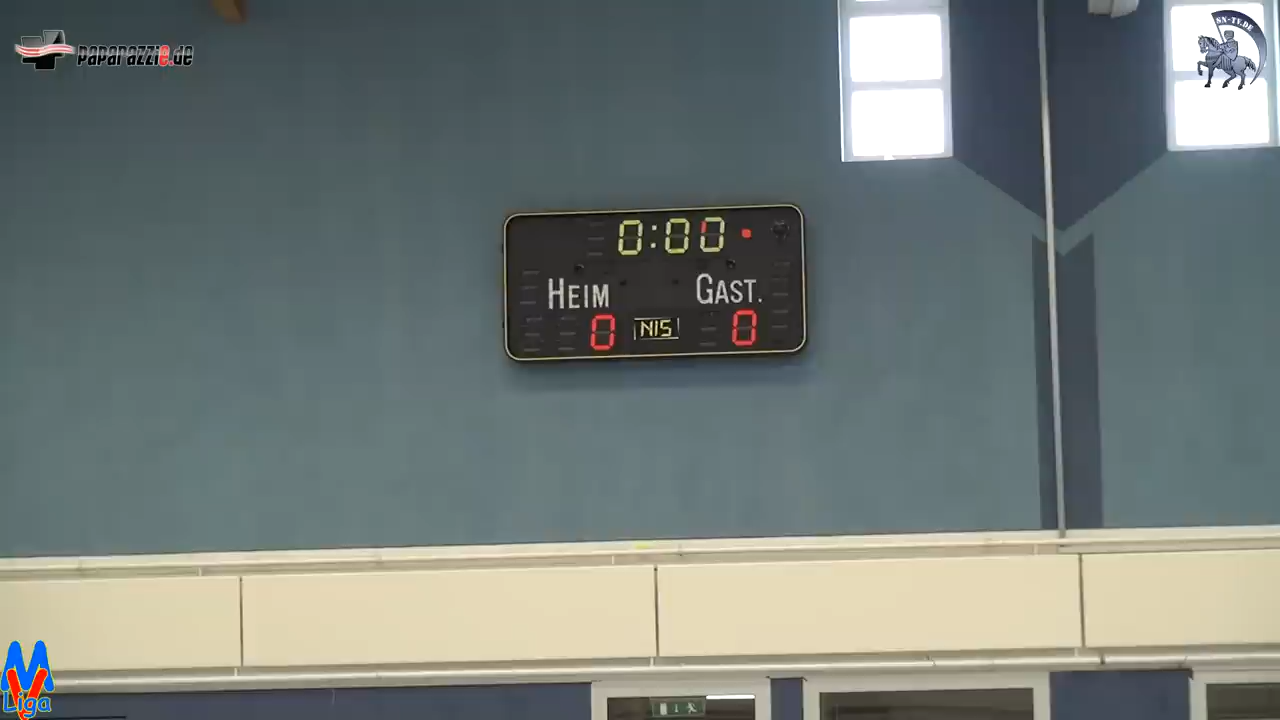 paparazzie.de
SN-TV.DE
0:00
HEIM
GAST.
0
NIS
0
MV
Liga